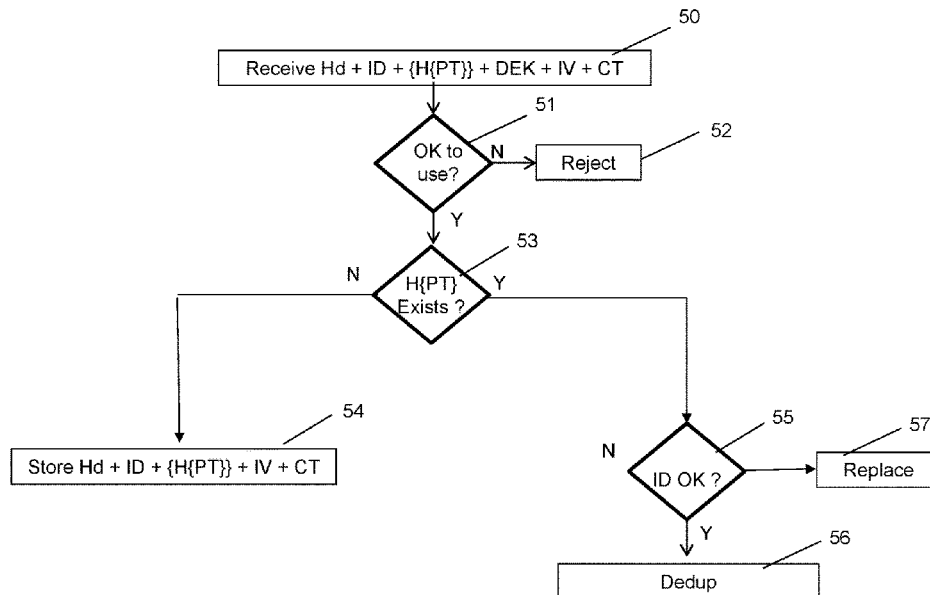 50
Receive Hd + ID + {H{PT}} + DEK + IV + CT
51
OK to
use?
N
52
Reject
Y
53
N
H{PT}
Exists ?
Y
54
Store Hd + ID + {H{PT}} + IV + CT
55
N
ID OK ?
57
Replace
Y
56
Dedup